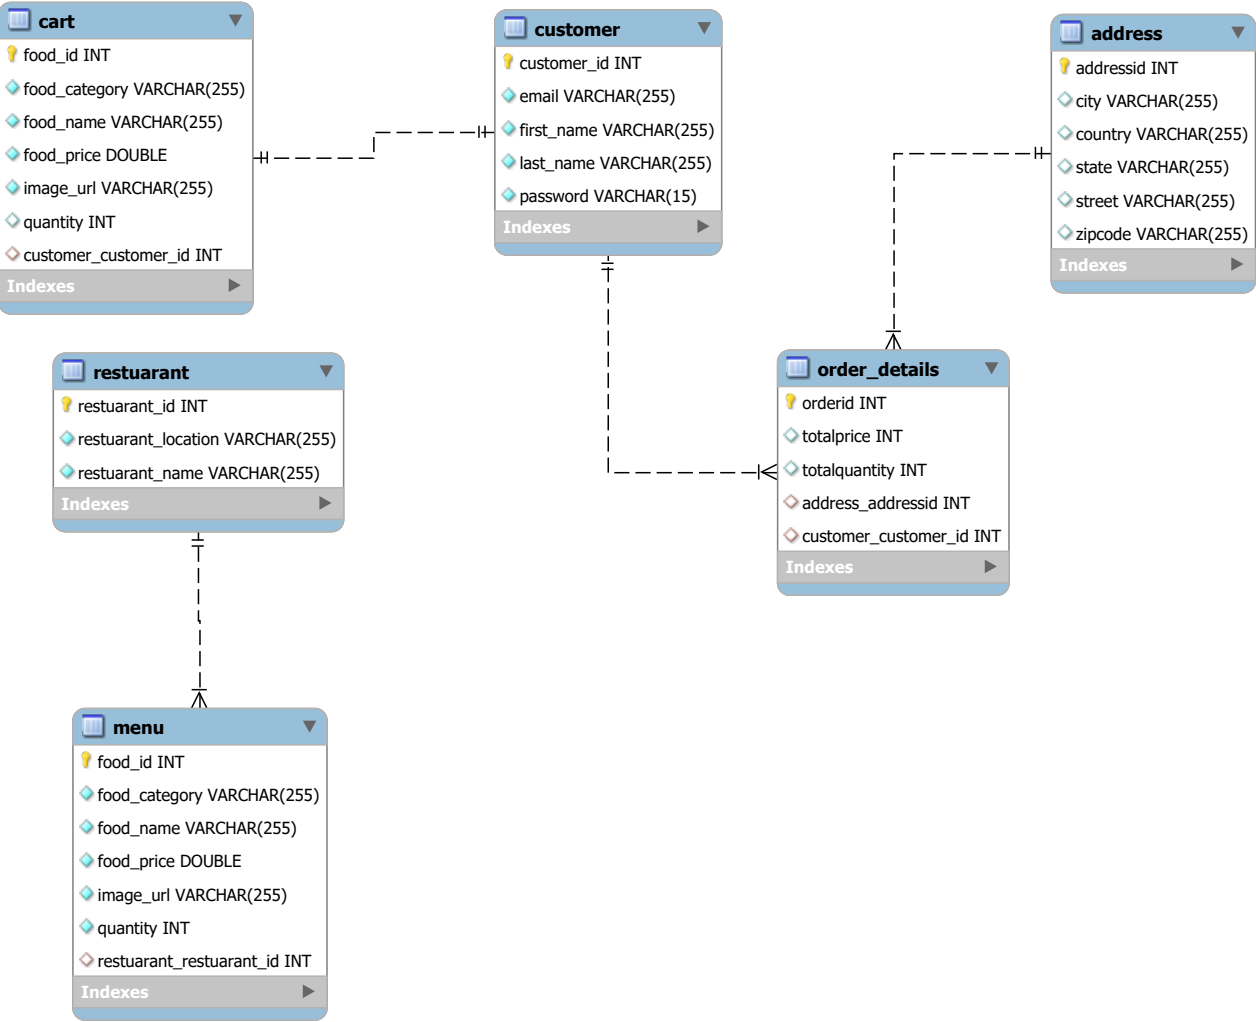 cart
food_id INT
food_category VARCHAR(255)
food_name VARCHAR(255)
food_price DOUBLE
image_url VARCHAR(255)
quantity INT
customer_customer_id INT
Indexes
customer
customer_id INT
email VARCHAR(255)
first_name VARCHAR(255)
last_name VARCHAR(255)
password VARCHAR(15)
Indexes
address
addressid INT
city VARCHAR(255)
country VARCHAR(255)
state VARCHAR(255)
street VARCHAR(255)
zipcode VARCHAR(255)
Indexes
restuarant
restuarant_id INT
restuarant_location VARCHAR(255)
restuarant_name VARCHAR(255)
Indexes
order_details
orderid INT
totalprice INT
totalquantity INT
address_addressid INT
customer_customer_id INT
Indexes
menu
food_id INT
food_category VARCHAR(255)
food_name VARCHAR(255)
food_price DOUBLE
image_url VARCHAR(255)
quantity INT
restuarant_restuarant_id INT
Indexes